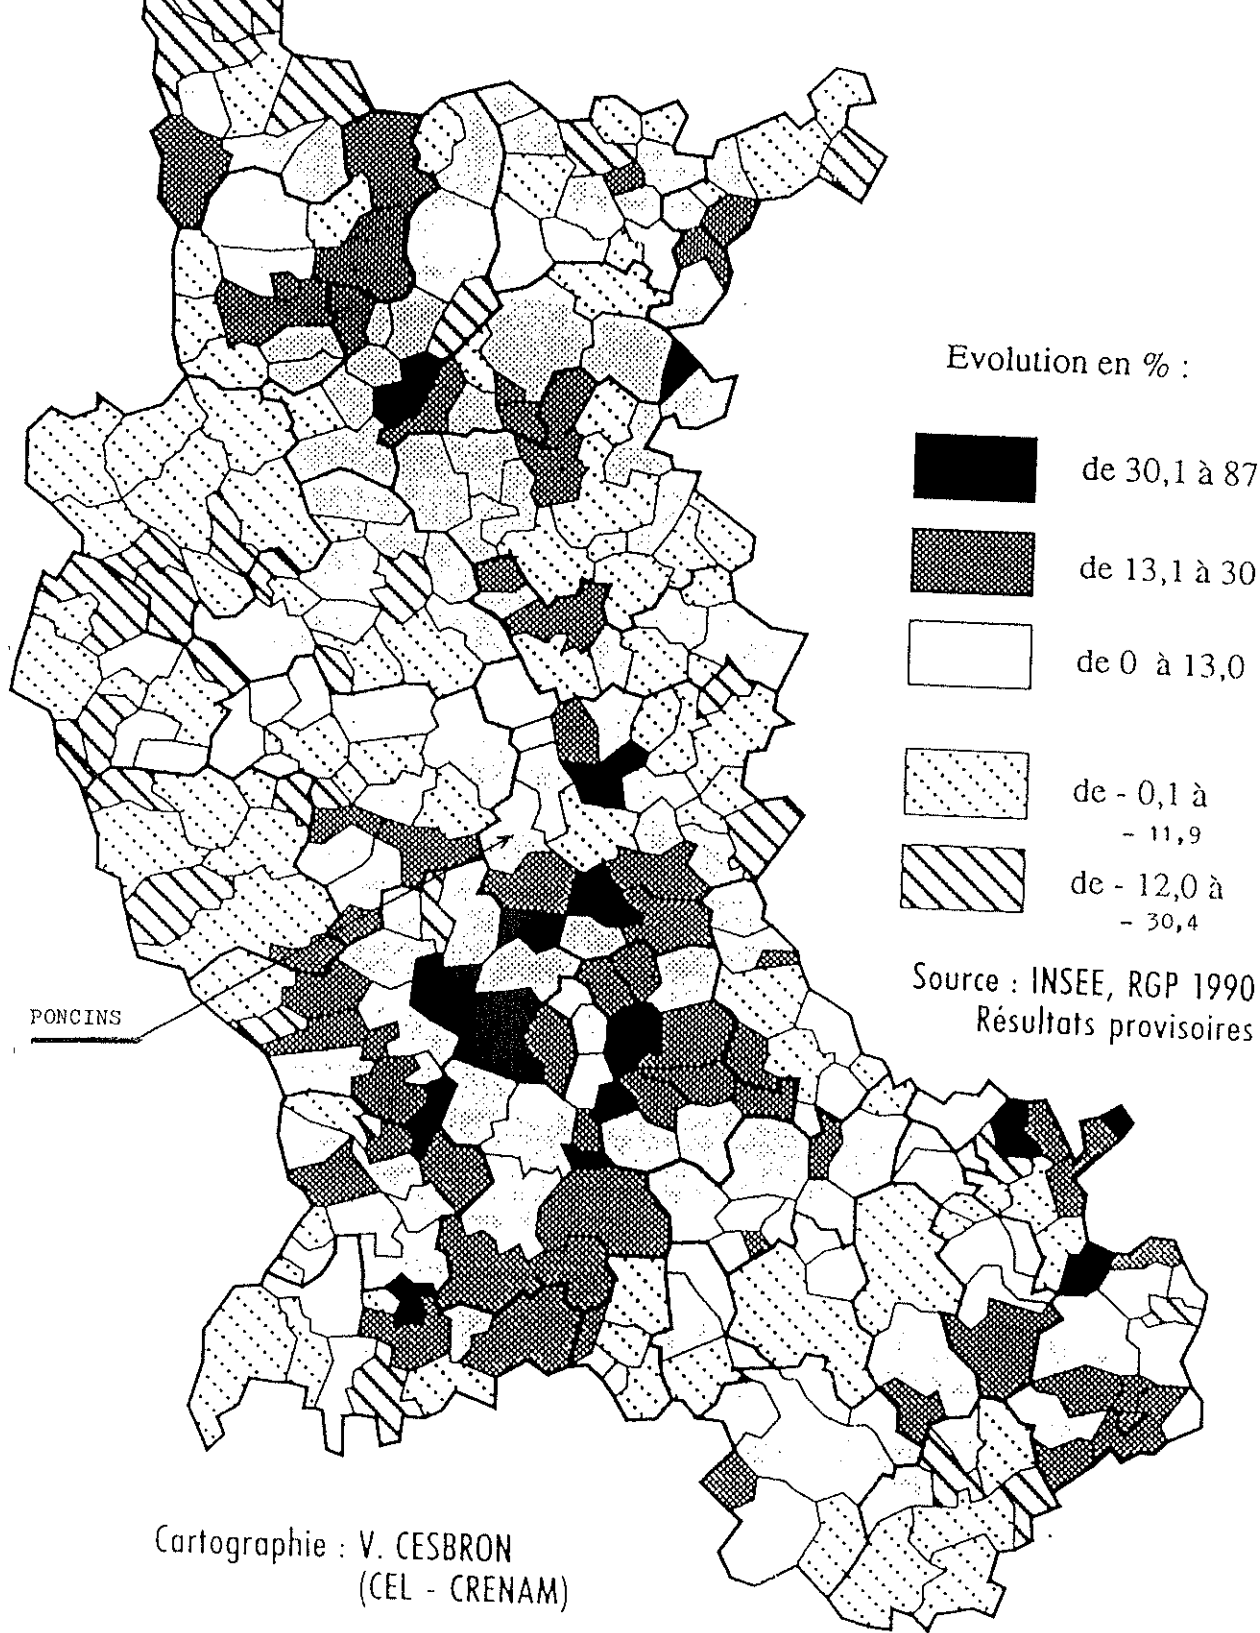 Evolution en % :
de 30,1 à 87
de 13,1 à 30
de 0 à 13,0
de - 0,1 à
- 11,9
de - 12,0 à
- 30,4
Source : INSEE, RGP 1990
Résultats provisoires
PONCINS
Cartographie : V. CESBRON
(CEL - CRENAM)